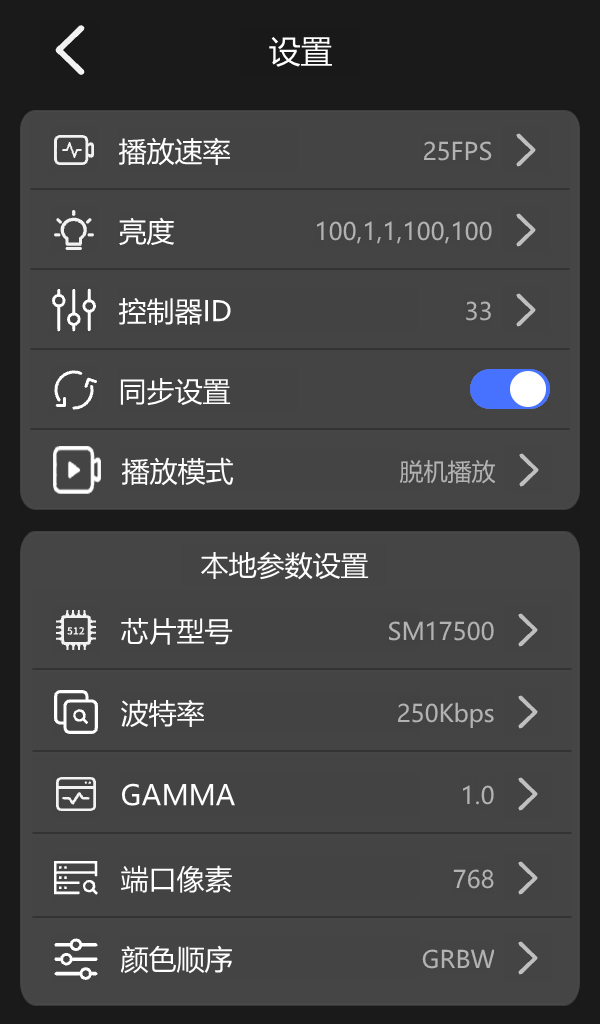 设置
播放速率 25FPS
亮度 100,1,1,100,100
控制器ID 33
同步设置
播放模式 脱机播放
本地参数设置
512 芯片型号 SM17500
波特率 250Kbps
GAMMA 1.0
端口像素 768
颜色顺序 GRBW